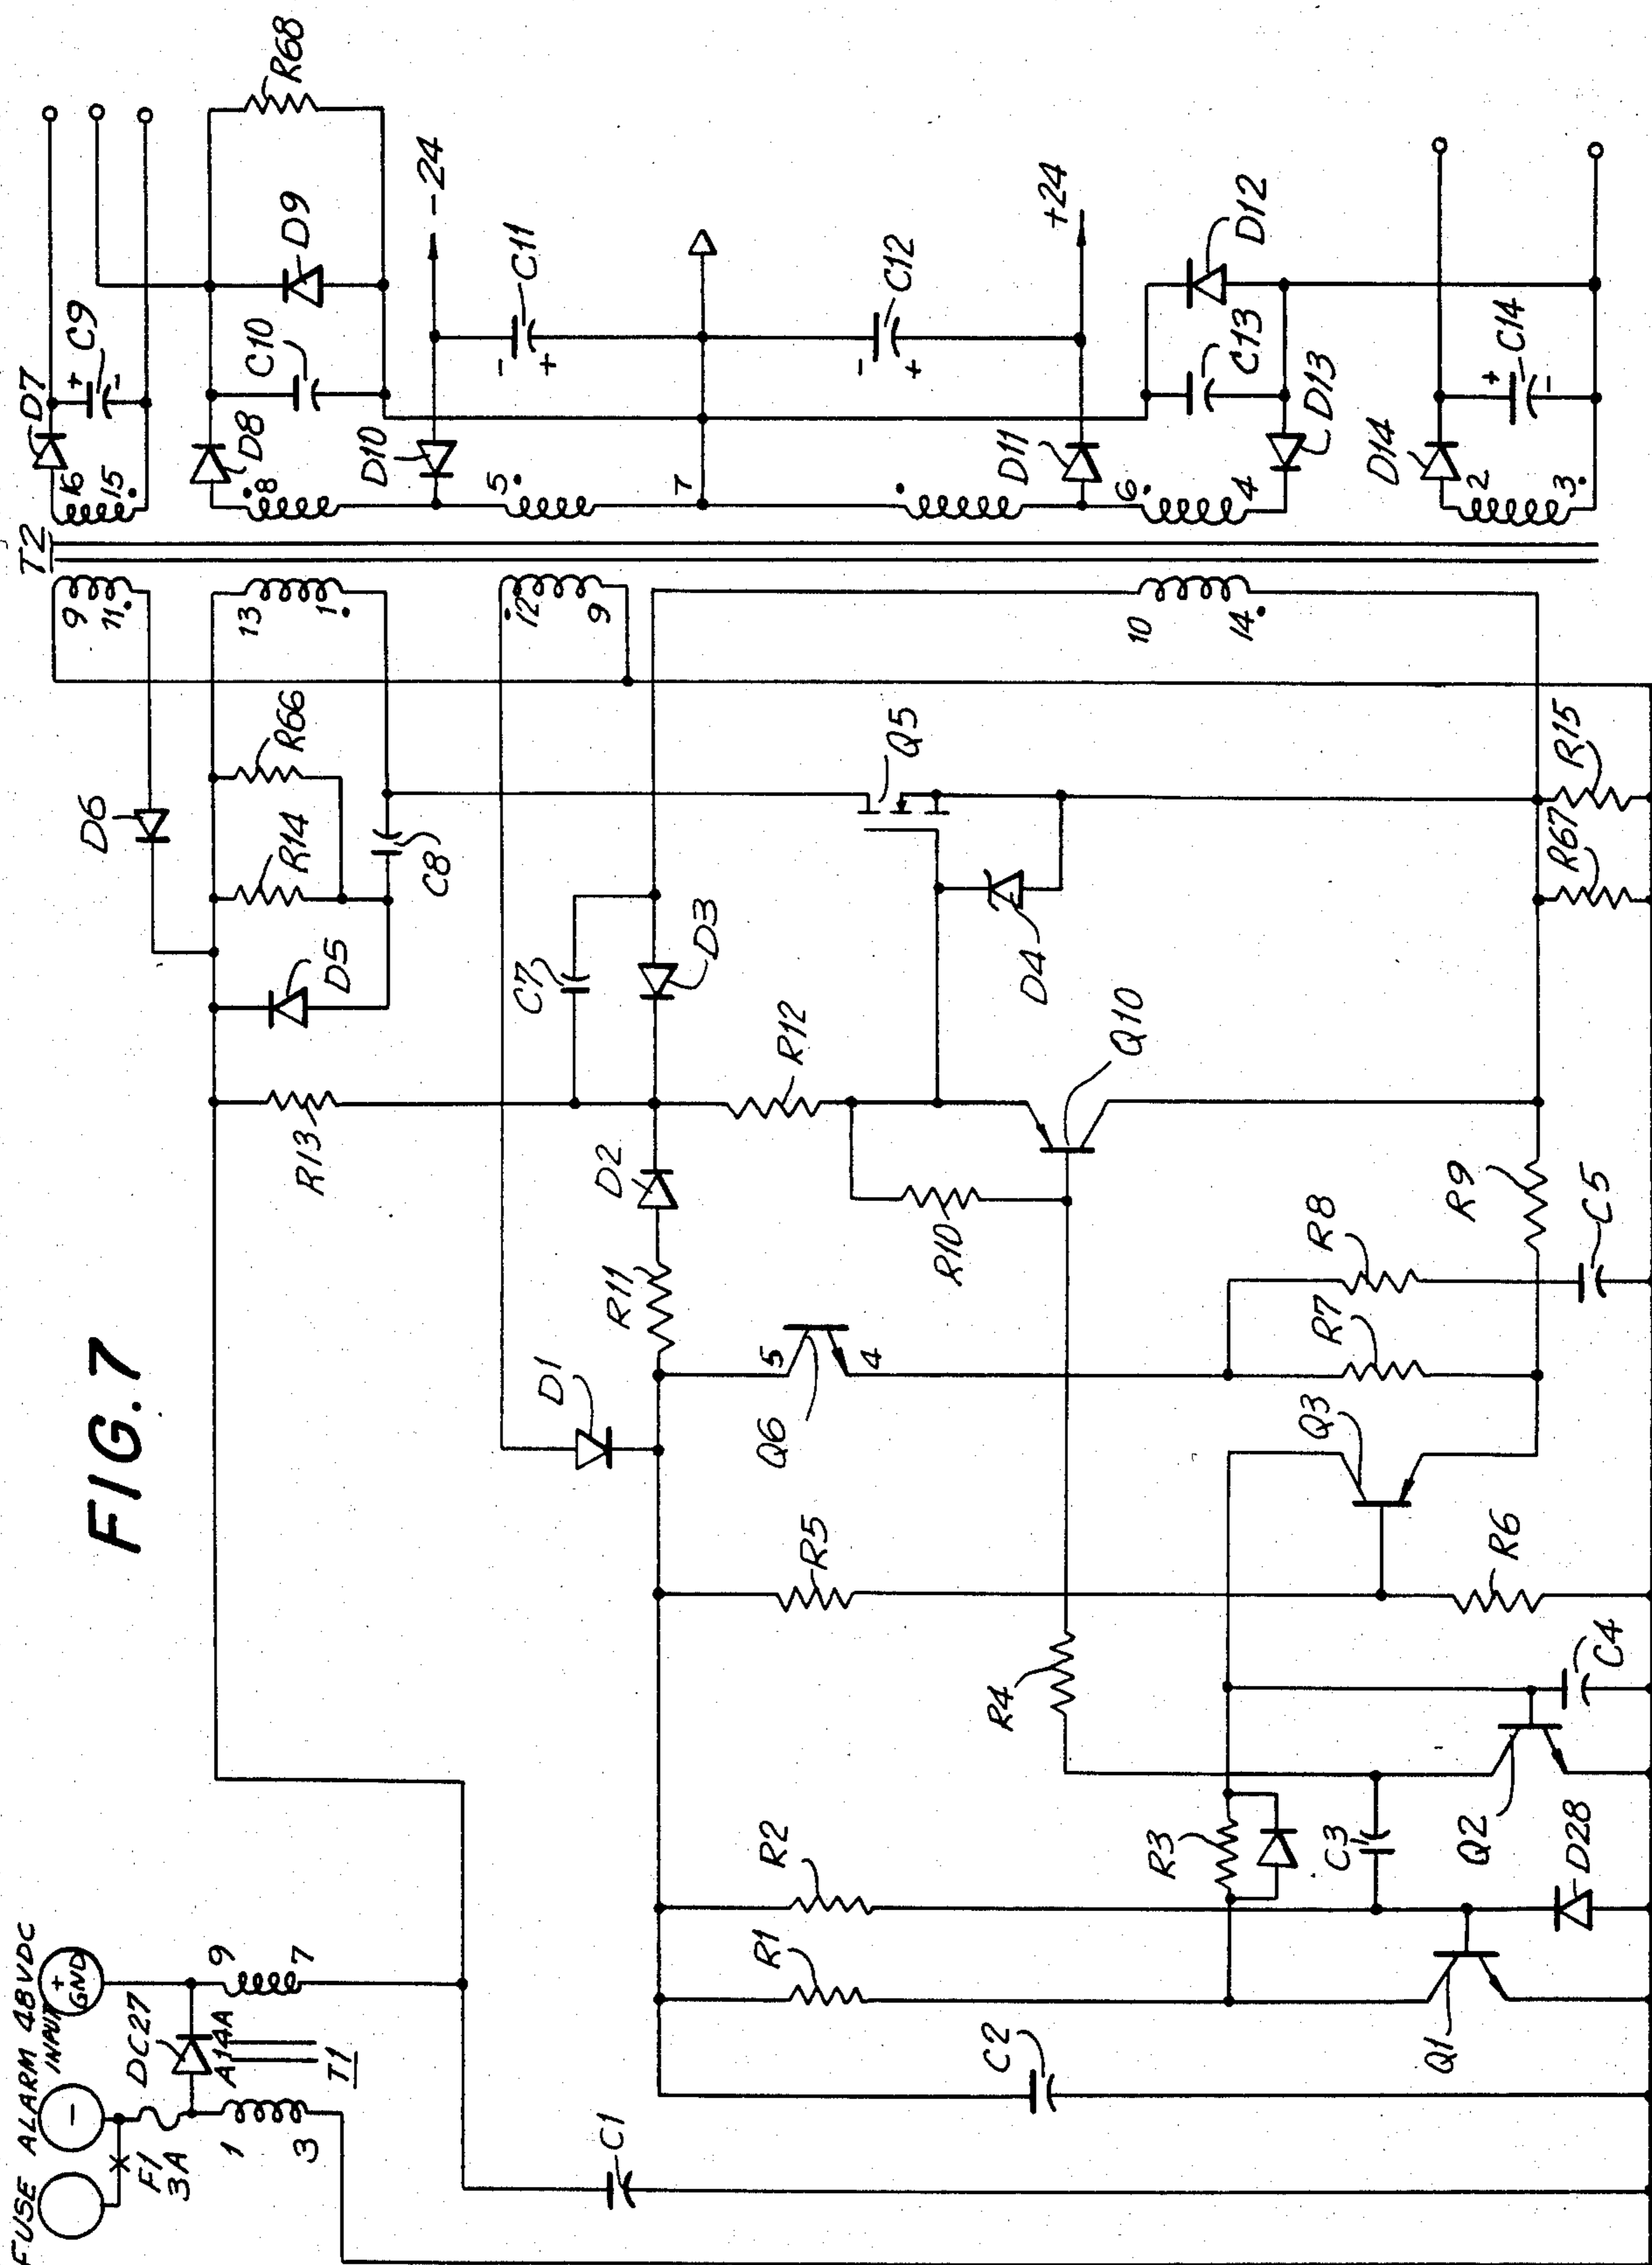 FIG. 7
FUSE ALARM 48VDC
INPUT
-
+
GND
DC27
A14A
F1
3A
1
3
9
7
T1
C1
C2
R1
R2
Q1
D28
C3
R3
Q2
C4
R4
R5
R6
Q3
D1
Q6
5
4
R7
R8
C5
R9
R11
D2
R10
R12
R13
Q10
C7
D3
D4
Q5
D5
R14
R66
C8
D6
R67
R15
9
11
13
1
12
9
10
14
T2
16
15
8
5
7
6
4
2
3
D7
C9
+
-
D8
C10
D9
R68
D10
-24
C11
-
+
C12
-
+
D11
+24
C13
D12
D13
D14
C14
+
-